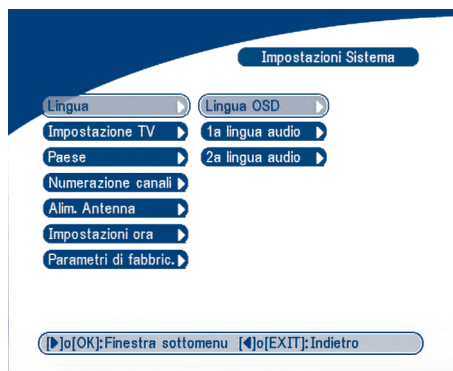 Impostazioni Sistema
Lingua
Lingua OSD
Impostazione TV
1a lingua audio
Paese
2a lingua audio
Numerazione canali
Alim. Antenna
Impostazioni ora
Parametri di fabbric.
[▶]o[OK]:Finestra sottomenu [◀]o[EXIT]:Indietro